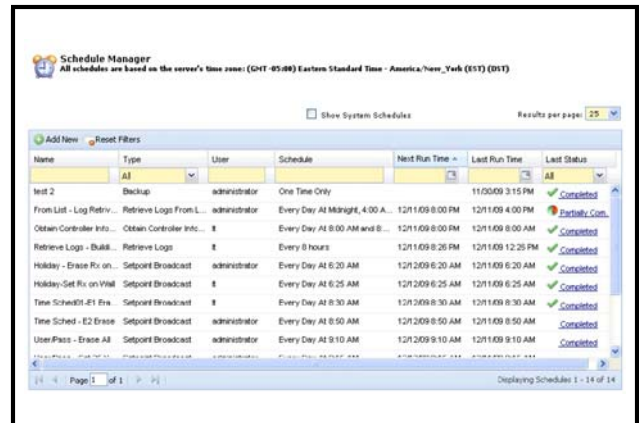 Schedule Manager
All schedules are based on the server's time zone: (GMT -05:00) Eastern Standard Time - America/New_York (EST) (DST)
Show System Schedules Results per page: 25
Add New Reset Filters
Name Type User Schedule Next Run Time Last Run Time Last Status
All All
test 2 Backup administrator One Time Only 11/30/09 3:15 PM Completed
From List - Log Retriv... Retrieve Logs From L... administrator Every Day At Midnight, 4:00 A... 12/11/09 8:00 PM 12/11/09 4:00 PM Partially Com...
Obtain Controller Info... Obtain Controller Info... Every Day At 8:00 AM and 8:... 12/11/09 8:00 PM 12/11/09 8:00 AM Completed
Retrieve Logs - Buildi... Retrieve Logs Every 8 hours 12/11/09 8:26 PM 12/11/09 12:25 PM Completed
Holiday - Erase Rx on... Setpoint Broadcast administrator Every Day At 6:20 AM 12/12/09 6:20 AM 12/11/09 6:20 AM Completed
Holiday-Set Rx on Wall Setpoint Broadcast Every Day At 6:25 AM 12/12/09 6:25 AM 12/11/09 6:25 AM Completed
Time Sched01-E1 Era... Setpoint Broadcast Every Day At 8:30 AM 12/12/09 8:30 AM 12/11/09 8:30 AM Completed
Time Sched - E2 Erase Setpoint Broadcast administrator Every Day At 8:50 AM 12/12/09 8:50 AM 12/11/09 8:50 AM Completed
User/Pass - Erase All Setpoint Broadcast administrator Every Day At 9:10 AM 12/12/09 9:10 AM 12/11/09 9:10 AM Completed
Page 1 of 1 Displaying Schedules 1 - 14 of 14